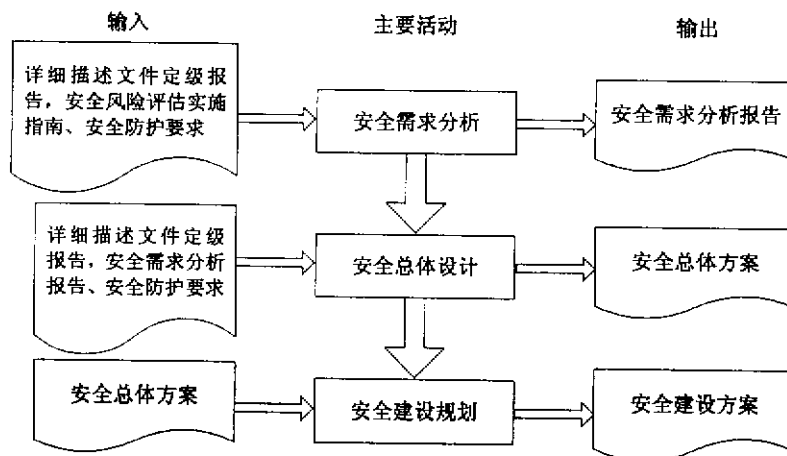 输入
主要活动
输出
详细描述文件定级报
告，安全风险评估实施
指南、安全防护要求
安全需求分析
安全需求分析报告
详细描述文件定级
报告，安全需求分析
报告、安全防护要求
安全总体设计
安全总体方案
安全总体方案
安全建设规划
安全建设方案